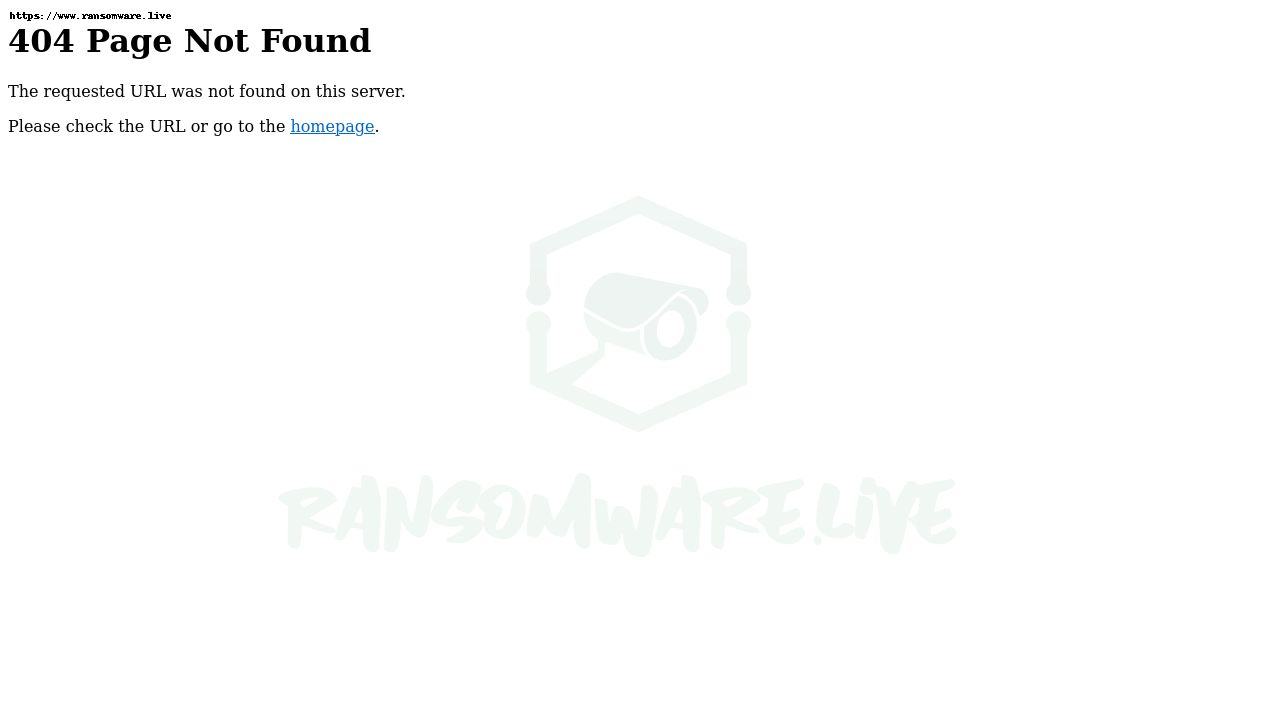 https://www.ransomware.live
404 Page Not Found
The requested URL was not found on this server.
Please check the URL or go to the homepage.
RANSOMWARE.LIVE